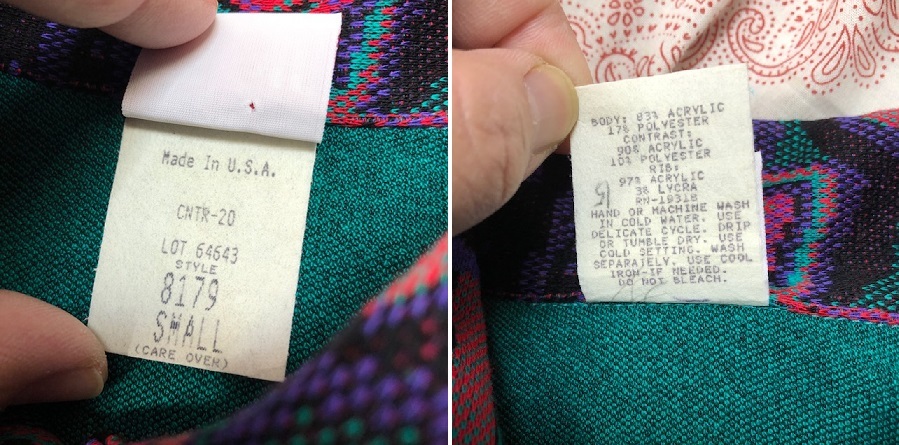 Made In U.S.A.
CNTR-20
LOT 64643
STYLE
8179
SMALL
(CARE OVER)
BODY: 83% ACRYLIC
17% POLYESTER
CONTRAST:
90% ACRYLIC
10% POLYESTER
RIB:
97% ACRYLIC
3% LYCRA
HAND OR MACHINE WASH
IN COLD WATER. USE
DELICATE CYCLE. DRIP
OR TUMBLE DRY. USE
COLD SETTING. WASH
SEPARATELY. USE COOL
IRON-IF NEEDED.
DO NOT BLEACH.